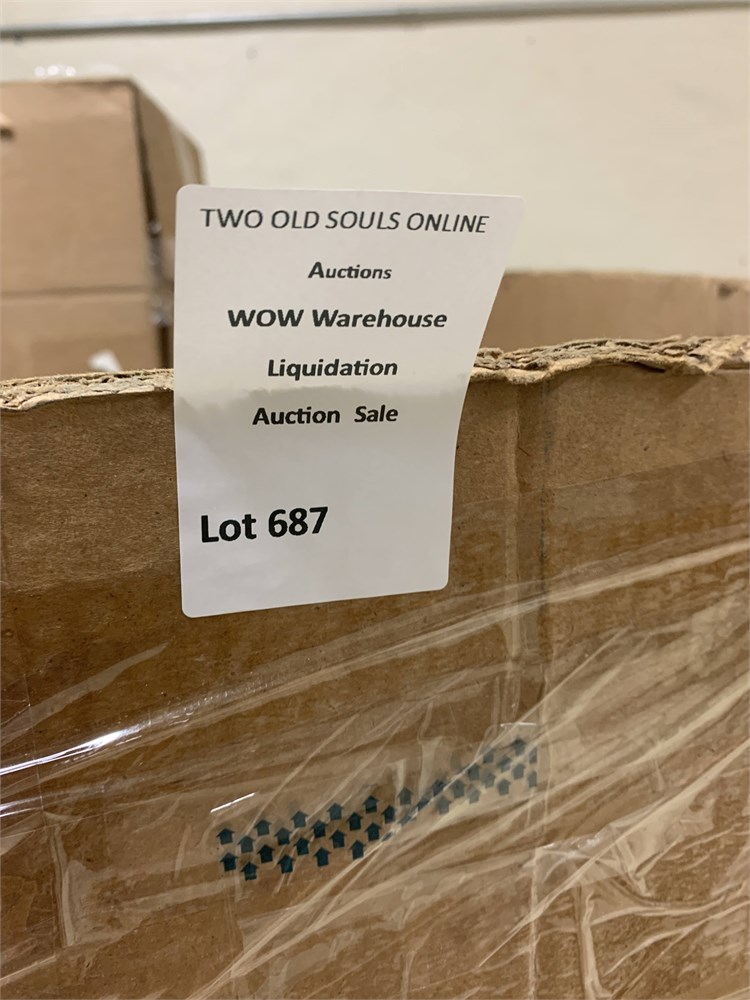 TWO OLD SOULS ONLINE
Auctions
WOW Warehouse
Liquidation
Auction Sale
Lot 687